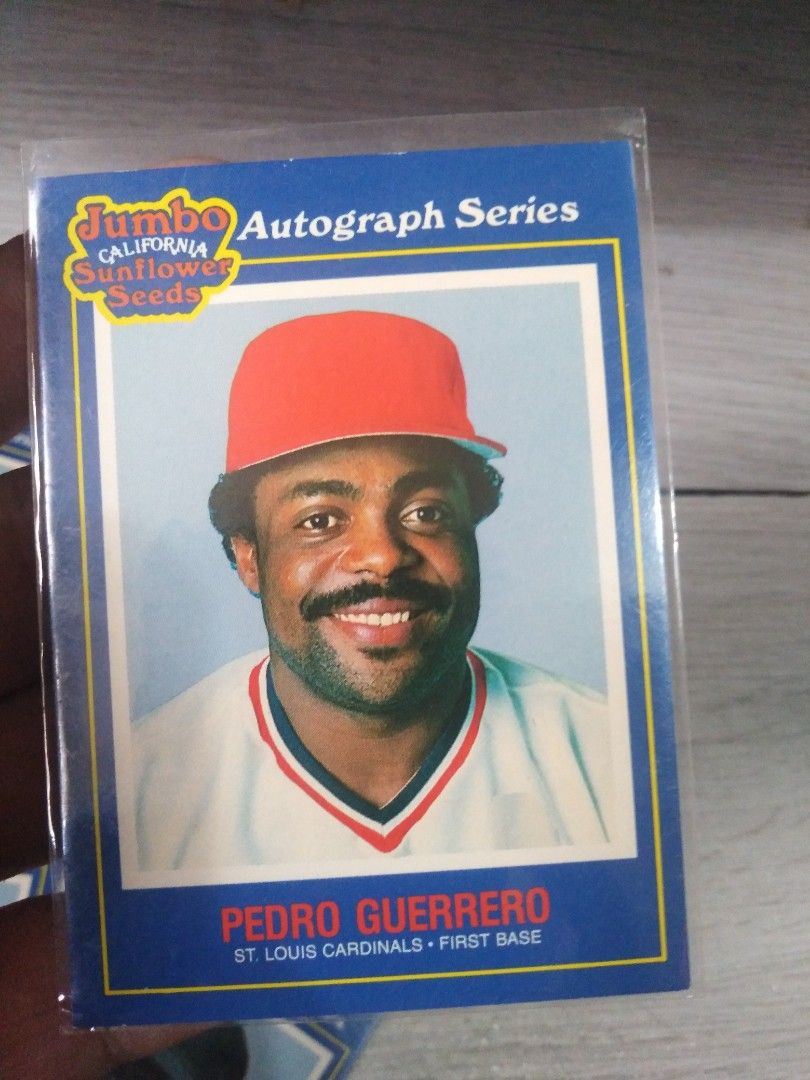 Jumbo
CALIFORNIA
Sunflower
Seeds
Autograph Series
PEDRO GUERRERO
ST. LOUIS CARDINALS • FIRST BASE